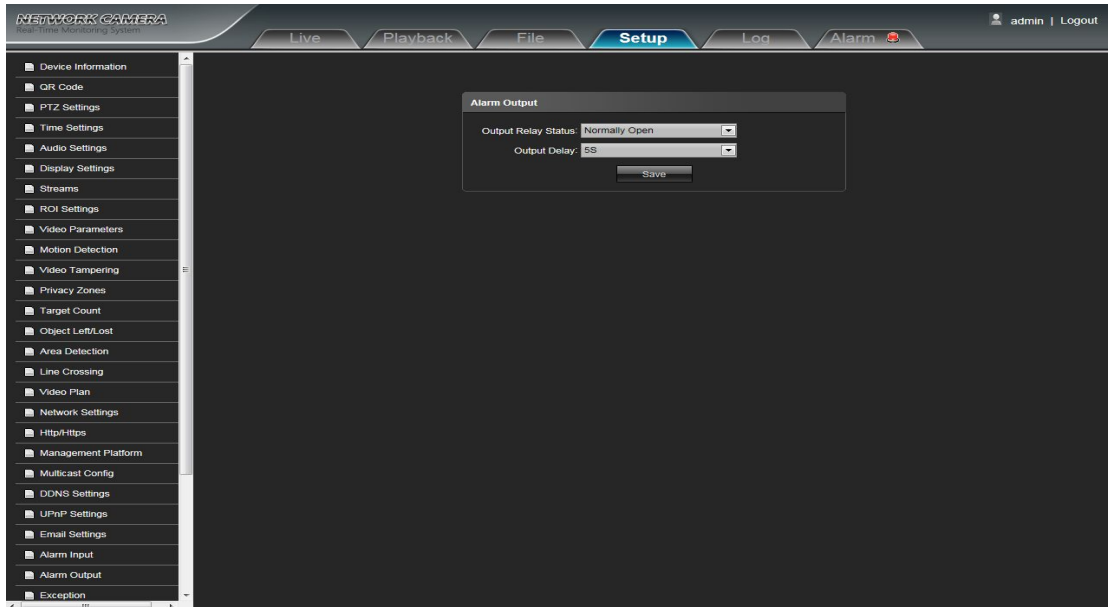 NETWORK CAMERA
Real-Time Monitoring System
admin | Logout
Live
Playback
File
Setup
Log
Alarm
Device Information
QR Code
PTZ Settings
Time Settings
Audio Settings
Display Settings
Streams
ROI Settings
Video Parameters
Motion Detection
Video Tampering
Privacy Zones
Target Count
Object Left/Lost
Area Detection
Line Crossing
Video Plan
Network Settings
Http/Https
Management Platform
Multicast Config
DDNS Settings
UPnP Settings
Email Settings
Alarm Input
Alarm Output
Exception
Alarm Output
Output Relay Status: Normally Open
Output Delay: 5S
Save